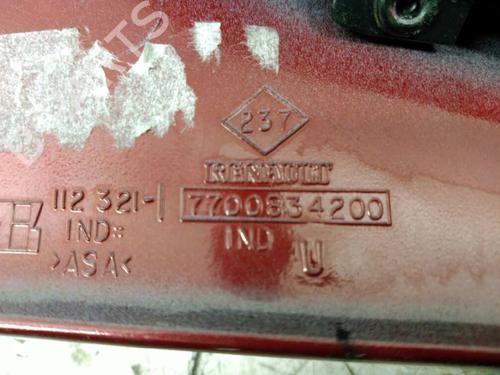 237
RENAULT
112 321-1
7700834200
IND=
IND
>ASA<
U